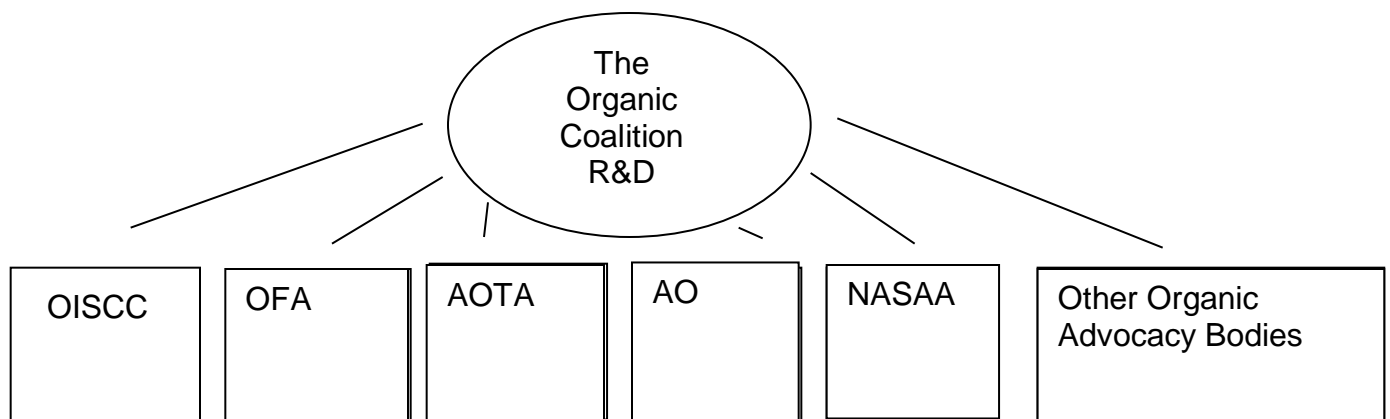 The
Organic
Coalition
R&D
OISCC
OFA
AOTA
AO
NASAA
Other Organic
Advocacy Bodies